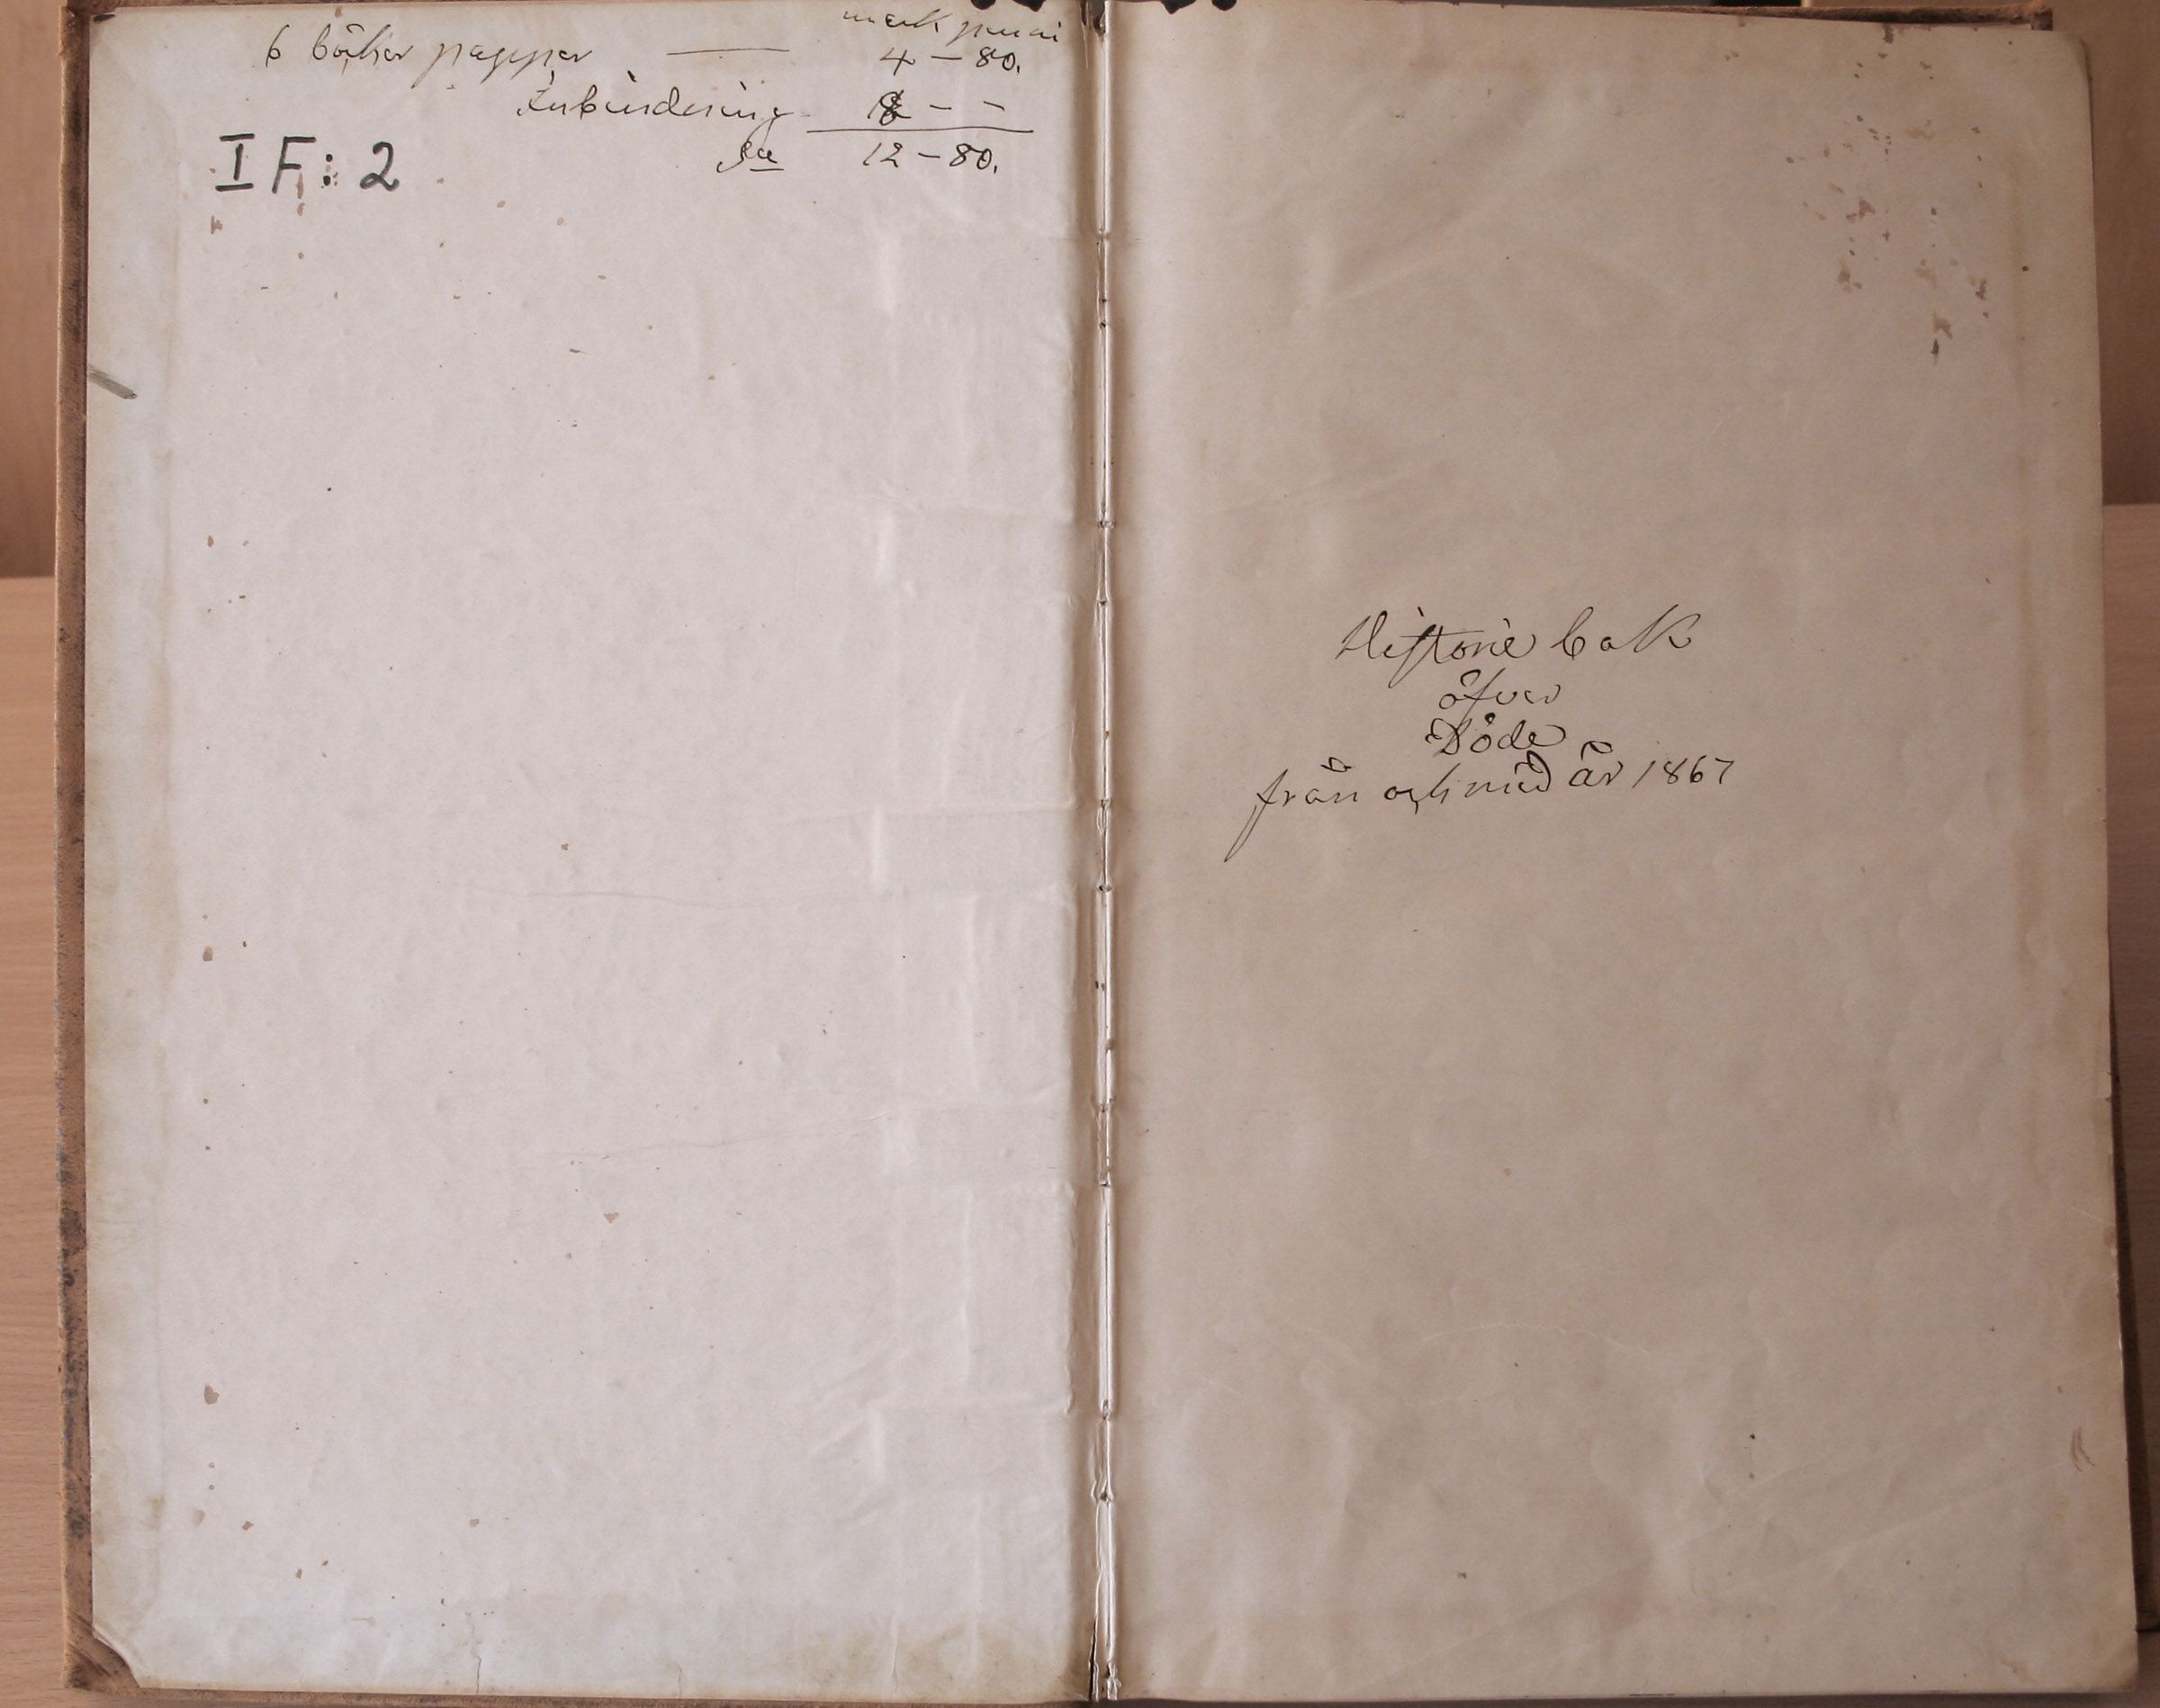 mark penni
6 böcker papper — 4 – 80.
Inbindning 8 – –
Sa 12 – 80.
I F: 2
Historie bok
öfver
Döde
från och med år 1867